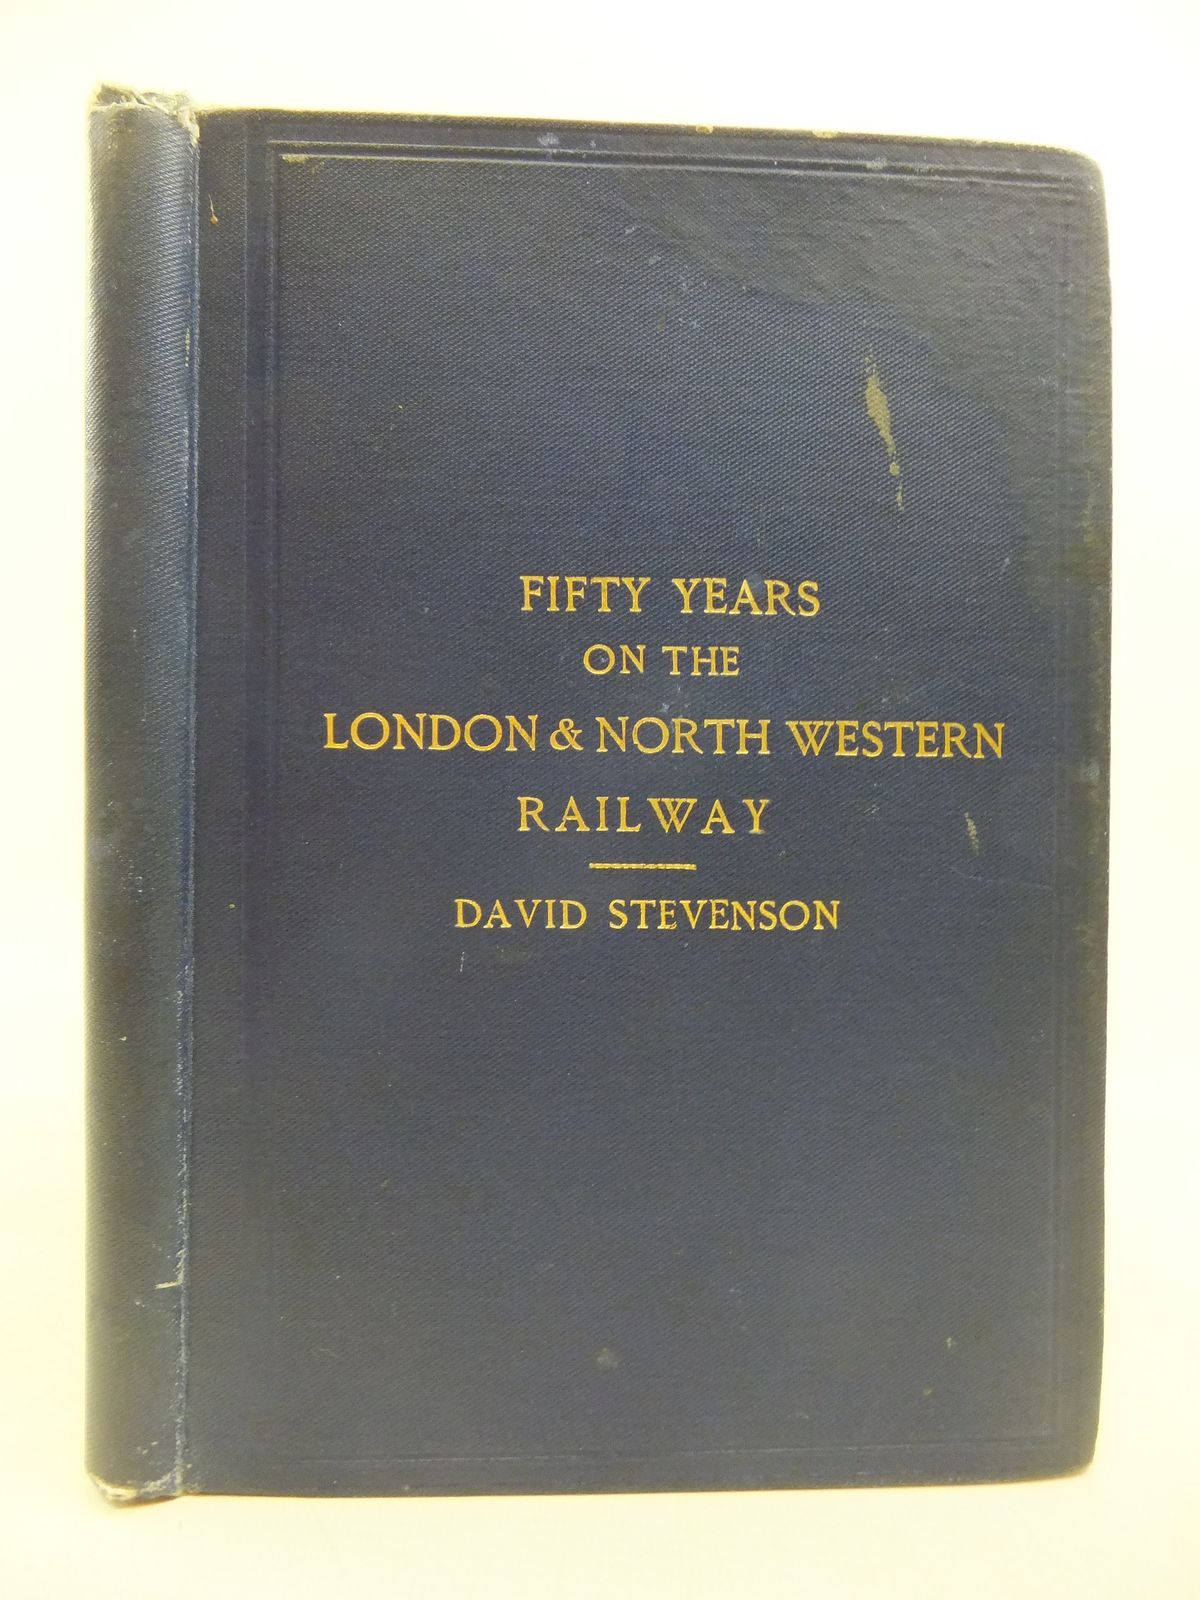 FIFTY YEARS
ON THE
LONDON & NORTH WESTERN
RAILWAY
DAVID STEVENSON